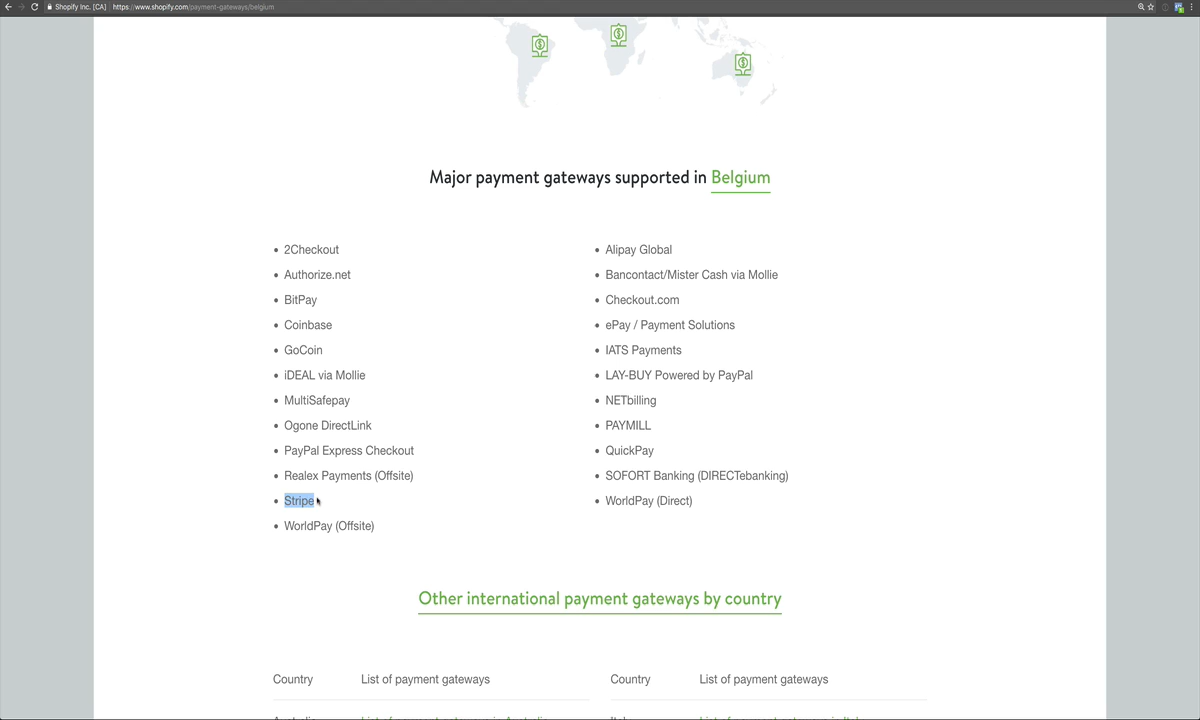 Shopify Inc. [CA] https://www.shopify.com/payment-gateways/belgium
Major payment gateways supported in Belgium
2Checkout
Authorize.net
BitPay
Coinbase
GoCoin
iDEAL via Mollie
MultiSafepay
Ogone DirectLink
PayPal Express Checkout
Realex Payments (Offsite)
Stripe
WorldPay (Offsite)
Alipay Global
Bancontact/Mister Cash via Mollie
Checkout.com
ePay / Payment Solutions
IATS Payments
LAY-BUY Powered by PayPal
NETbilling
PAYMILL
QuickPay
SOFORT Banking (DIRECTebanking)
WorldPay (Direct)
Other international payment gateways by country
Country List of payment gateways Country List of payment gateways